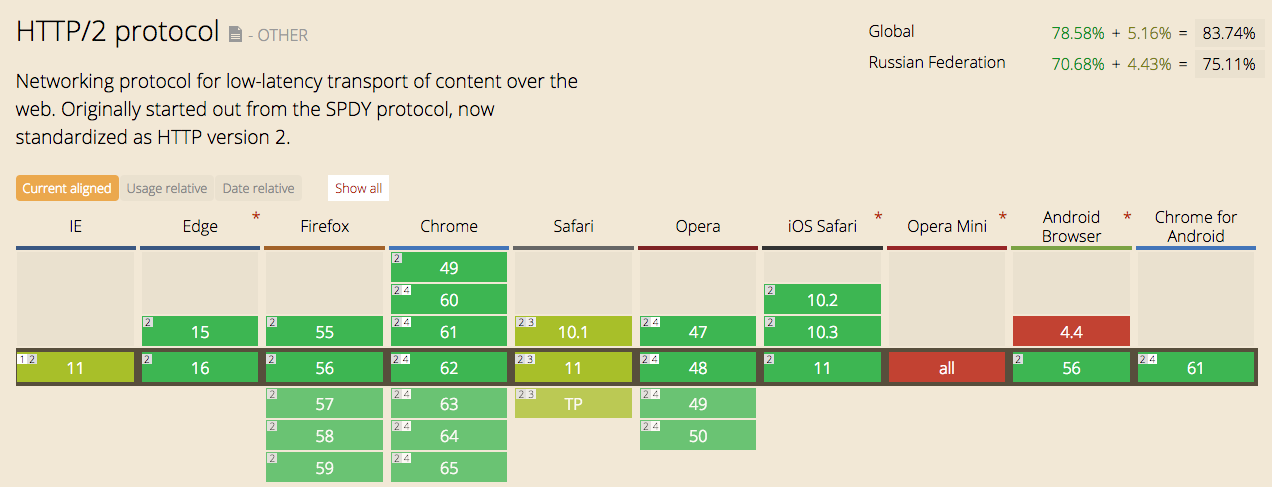 HTTP/2 protocol - OTHER
Global 78.58% + 5.16% = 83.74%
Russian Federation 70.68% + 4.43% = 75.11%
Networking protocol for low-latency transport of content over the
web. Originally started out from the SPDY protocol, now
standardized as HTTP version 2.
Current aligned Usage relative Date relative Show all
IE Edge * Firefox Chrome Safari Opera iOS Safari * Opera Mini * Android Browser * Chrome for Android
2 49
2 4 60 2 10.2
2 15 2 55 2 4 61 2 3 10.1 2 4 47 2 10.3 4.4
1 2 11 2 16 2 56 2 4 62 2 3 11 2 4 48 2 11 all 2 56 2 4 61
2 57 2 4 63 2 3 TP 2 4 49
2 58 2 4 64 2 4 50
2 59 2 4 65